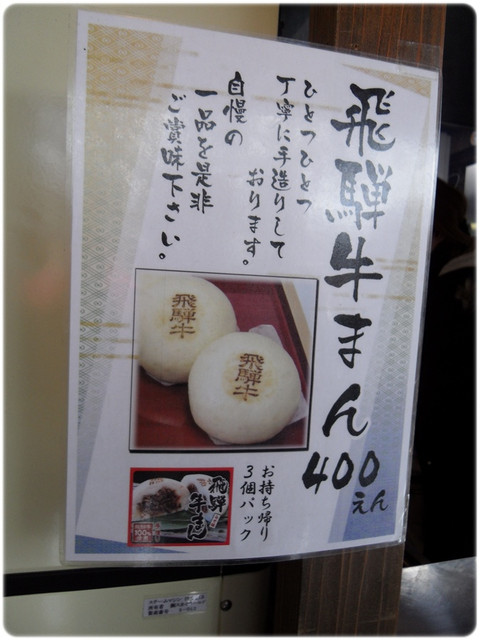 飛騨牛まん
400
えん
ひとつひとつ
丁寧に手造りして
おります。
自慢の
一品を是非
ご賞味下さい。
飛騨牛
飛騨牛
お持ち帰り
3個パック
飛騨
牛まん
100%